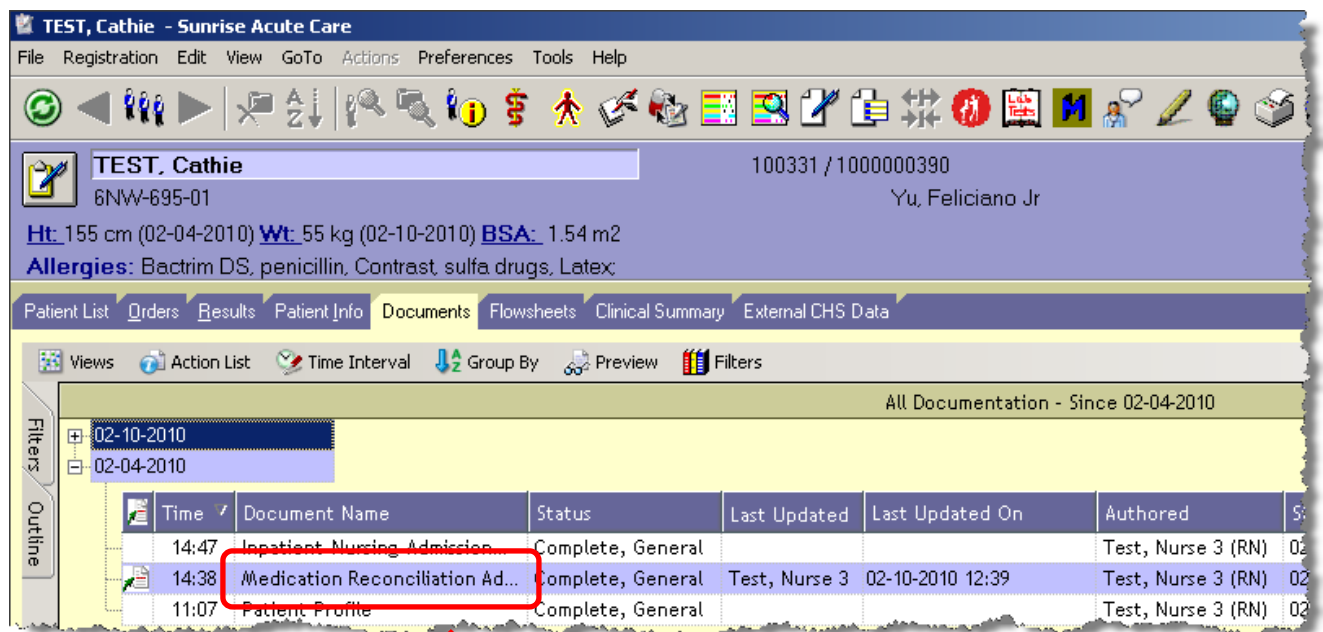 TEST, Cathie - Sunrise Acute Care
File Registration Edit View GoTo Actions Preferences Tools Help
TEST, Cathie 100331 / 1000000390
6NW-695-01 Yu, Feliciano Jr
Ht: 155 cm (02-04-2010) Wt: 55 kg (02-10-2010) BSA: 1.54 m2
Allergies: Bactrim DS, penicillin, Contrast, sulfa drugs, Latex;
Patient List Orders Results Patient Info Documents Flowsheets Clinical Summary External CHS Data
Views Action List Time Interval Group By Preview Filters
All Documentation - Since 02-04-2010
Filters
Outline
02-10-2010
02-04-2010
Time Document Name Status Last Updated Last Updated On Authored
14:47 Inpatient Nursing Admission... Complete, General Test, Nurse 3 (RN) 02
14:38 Medication Reconciliation Ad... Complete, General Test, Nurse 3 02-10-2010 12:39 Test, Nurse 3 (RN) 02
11:07 Patient Profile Complete, General Test, Nurse 3 (RN) 02